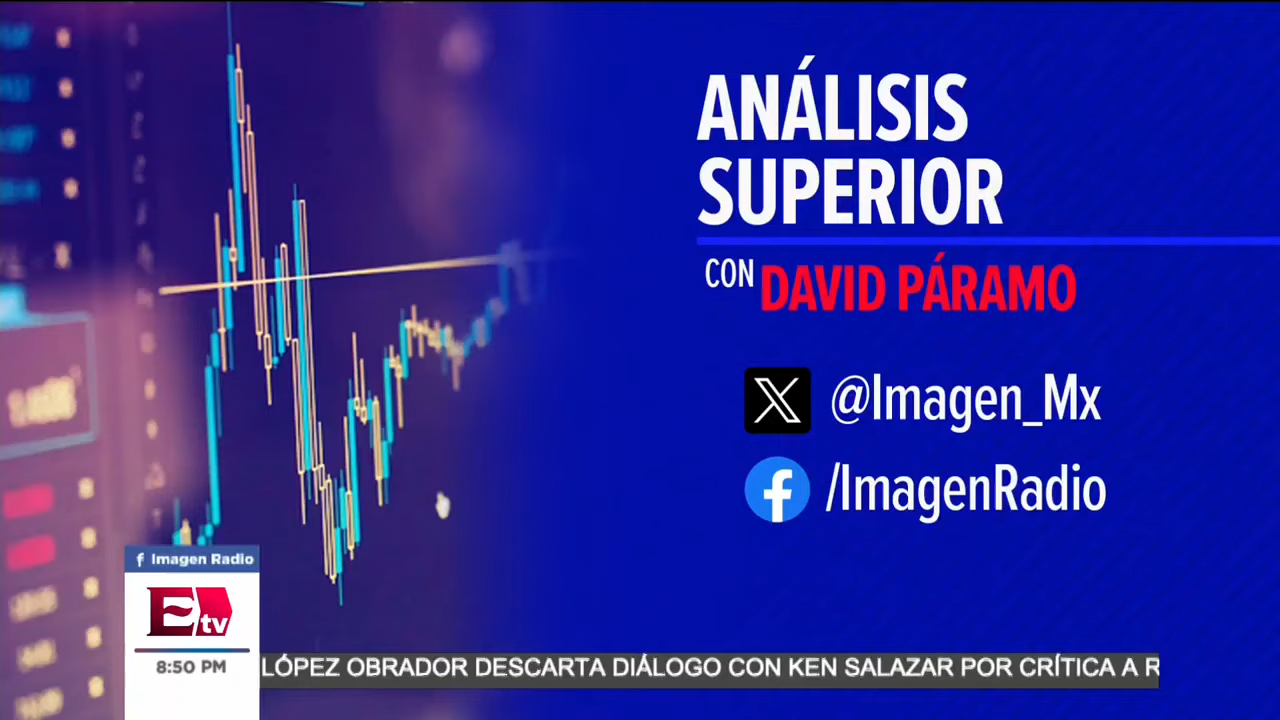 ANÁLISIS
SUPERIOR
CON DAVID PÁRAMO
@Imagen_Mx
/ImagenRadio
f Imagen Radio
Etv
8:50 PM
LÓPEZ OBRADOR DESCARTA DIÁLOGO CON KEN SALAZAR POR CRÍTICA A R